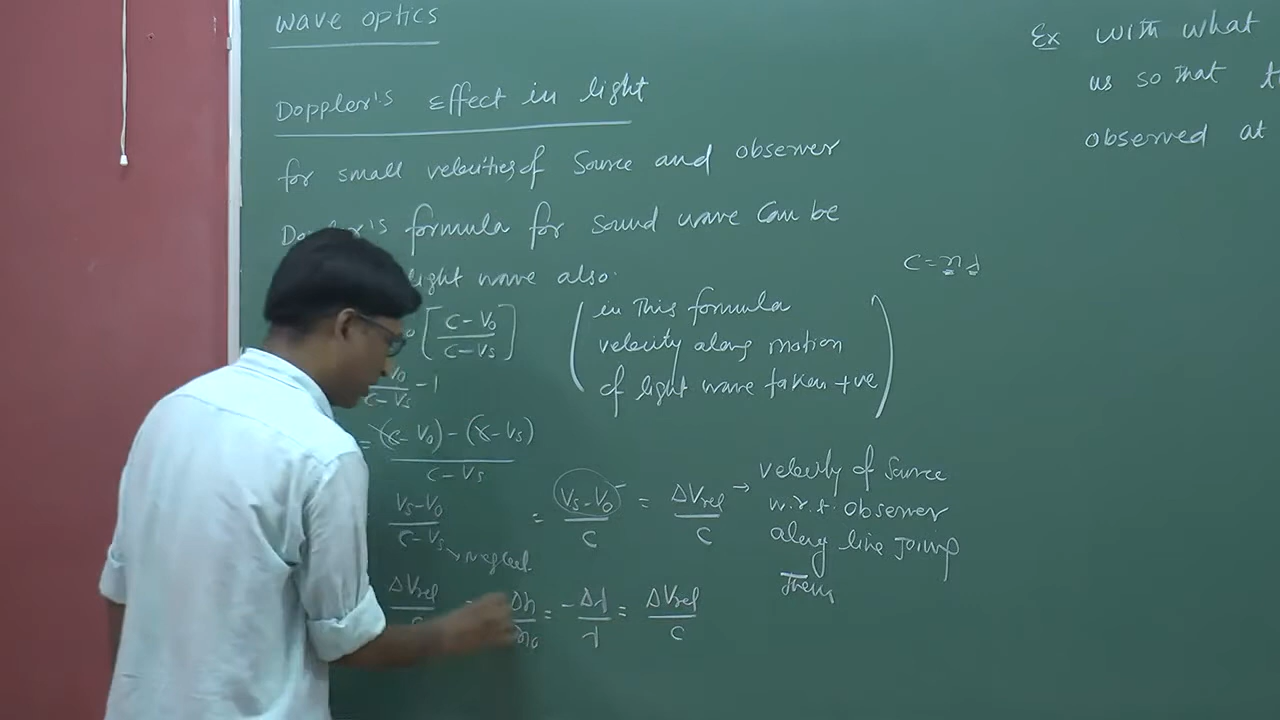 Wave optics
Doppler's Effect in light
for small velocities of Source and observer
Doppler's formula for sound wave can be
light wave also.
[C - V₀ / C - Vₛ]
(in this formula
velocity along motion
of light wave taken +ve)
V₀ / C - Vₛ - 1
= (C - V₀) - (C - Vₛ) / C - Vₛ
Vₛ - V₀ / C - Vₛ → neglect
= Vₛ - V₀ / C = ΔVrel / C → velocity of Source
w.r.t. observer
along line joining
them
ΔVrel / C
Δn / n₀ = - Δλ / λ = ΔVrel / C
C = nλ
Ex with what
us so that
observed at